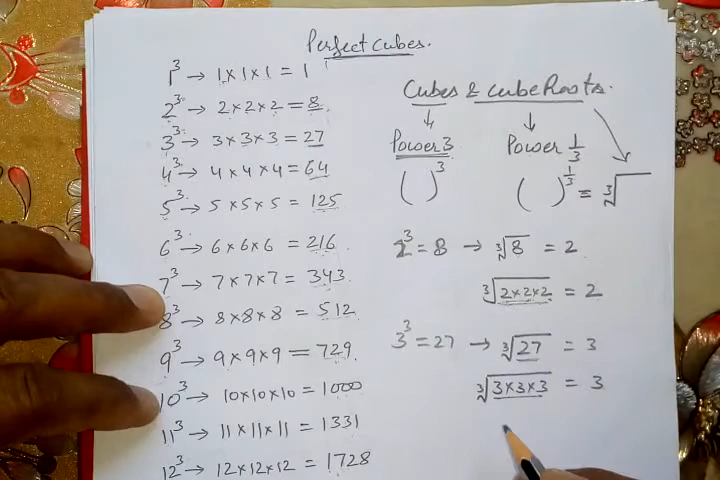 Perfect cubes.
1³ → 1×1×1 = 1
2³ → 2×2×2 = 8
3³ → 3×3×3 = 27
4³ → 4×4×4 = 64
5³ → 5×5×5 = 125
6³ → 6×6×6 = 216
7³ → 7×7×7 = 343
8³ → 8×8×8 = 512
9³ → 9×9×9 = 729
10³ → 10×10×10 = 1000
11³ → 11×11×11 = 1331
12³ → 12×12×12 = 1728
Cubes & cube Roots.
↓ ↓
Power 3 Power 1/3
( )³ ( )^1/3 = ∛
2³ = 8 → ∛8 = 2
∛2×2×2 = 2
3³ = 27 → ∛27 = 3
∛3×3×3 = 3